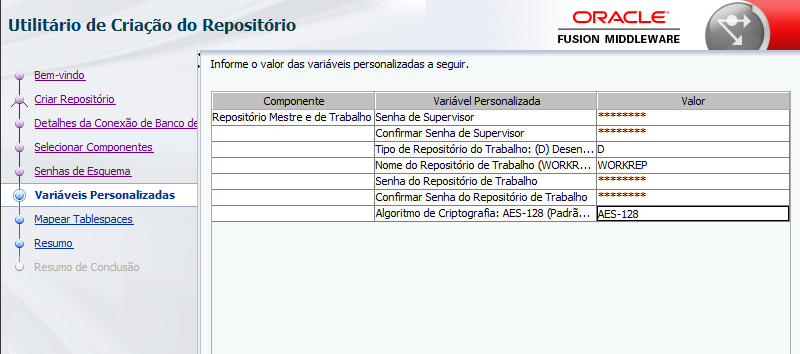 Utilitário de Criação do Repositório
ORACLE
FUSION MIDDLEWARE
Bem-vindo
Criar Repositório
Detalhes da Conexão de Banco de
Selecionar Componentes
Senhas de Esquema
Variáveis Personalizadas
Mapear Tablespaces
Resumo
Resumo de Conclusão
Informe o valor das variáveis personalizadas a seguir.
Componente Variável Personalizada Valor
Repositório Mestre e de Trabalho Senha de Supervisor ********
Confirmar Senha de Supervisor ********
Tipo de Repositório do Trabalho: (D) Desen... D
Nome do Repositório de Trabalho (WORKR... WORKREP
Senha do Repositório de Trabalho ********
Confirmar Senha do Repositório de Trabalho ********
Algoritmo de Criptografia: AES-128 (Padrã... AES-128